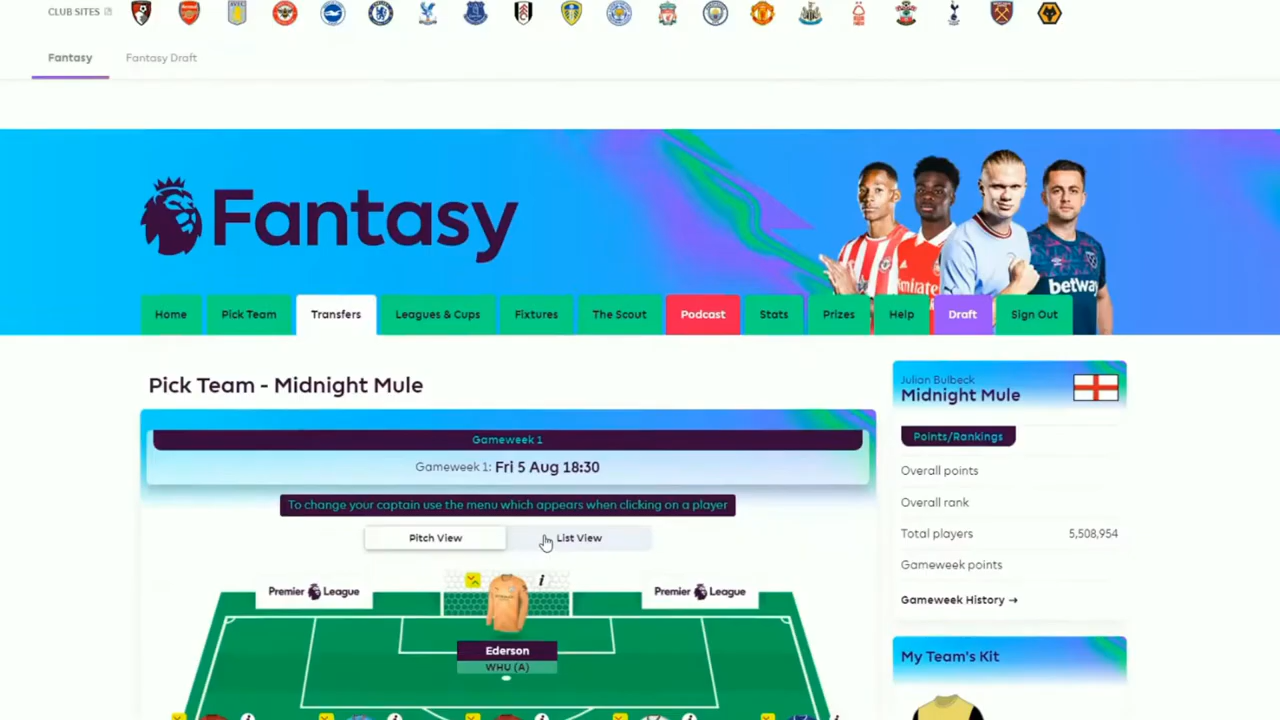 CLUB SITES
Fantasy Fantasy Draft
Fantasy
betway
Home Pick Team Transfers Leagues & Cups Fixtures The Scout Podcast Stats Prizes Help Draft Sign Out
Pick Team - Midnight Mule
Gameweek 1
Gameweek 1: Fri 5 Aug 18:30
To change your captain use the menu which appears when clicking on a player
Pitch View List View
Premier League Premier League
Ederson
WHU (A)
Julian Bulbeck
Midnight Mule
Points/Rankings
Overall points
Overall rank
Total players 5,508,954
Gameweek points
Gameweek History →
My Team's Kit